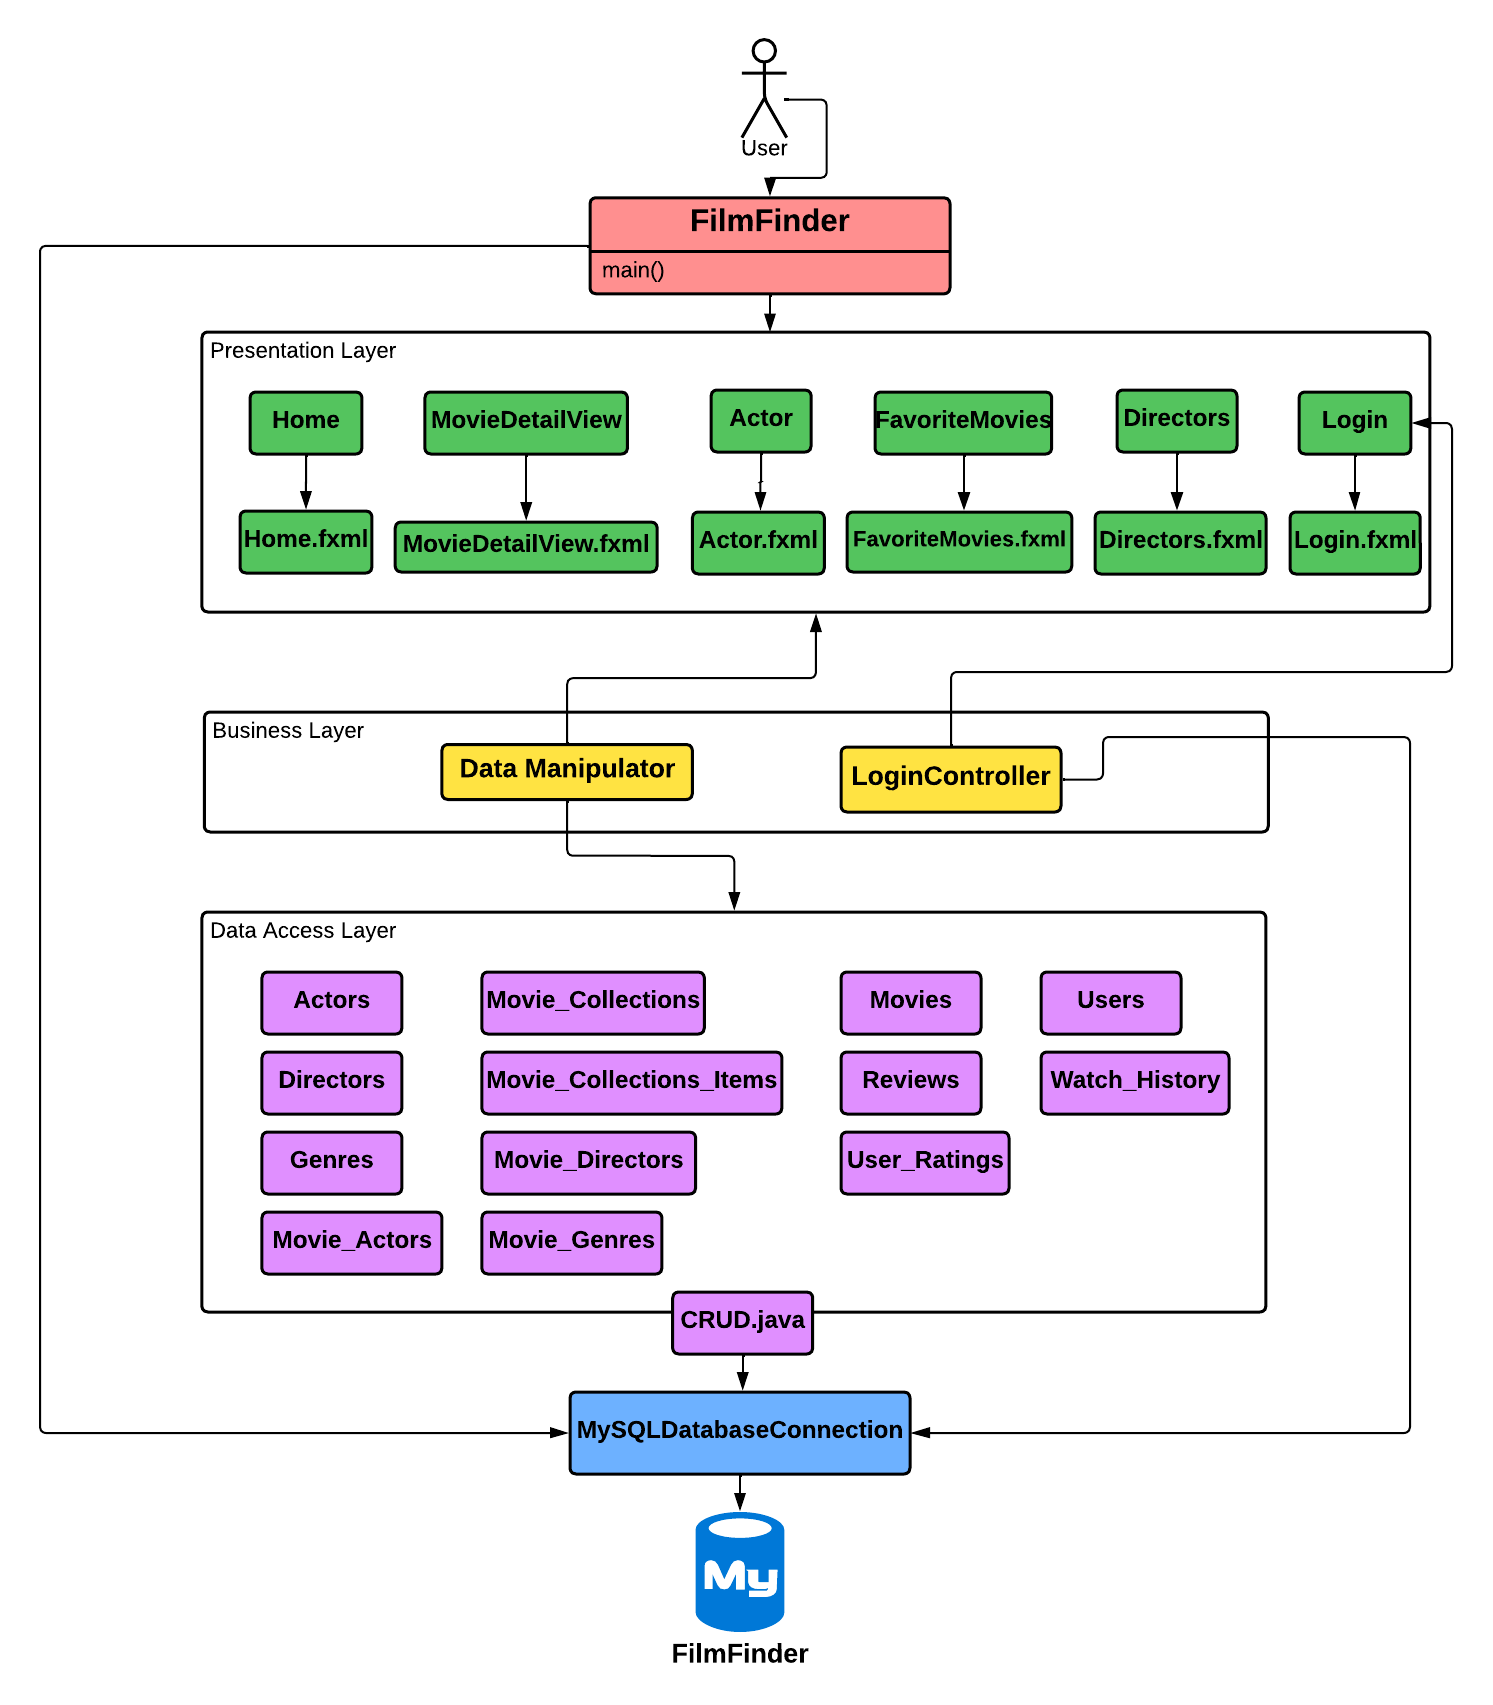 User
FilmFinder
main()
Presentation Layer
Home
MovieDetailView
Actor
FavoriteMovies
Directors
Login
Home.fxml
MovieDetailView.fxml
Actor.fxml
FavoriteMovies.fxml
Directors.fxml
Login.fxml
Business Layer
Data Manipulator
LoginController
Data Access Layer
Actors
Movie_Collections
Movies
Users
Directors
Movie_Collections_Items
Reviews
Watch_History
Genres
Movie_Directors
User_Ratings
Movie_Actors
Movie_Genres
CRUD.java
MySQLDatabaseConnection
My
FilmFinder